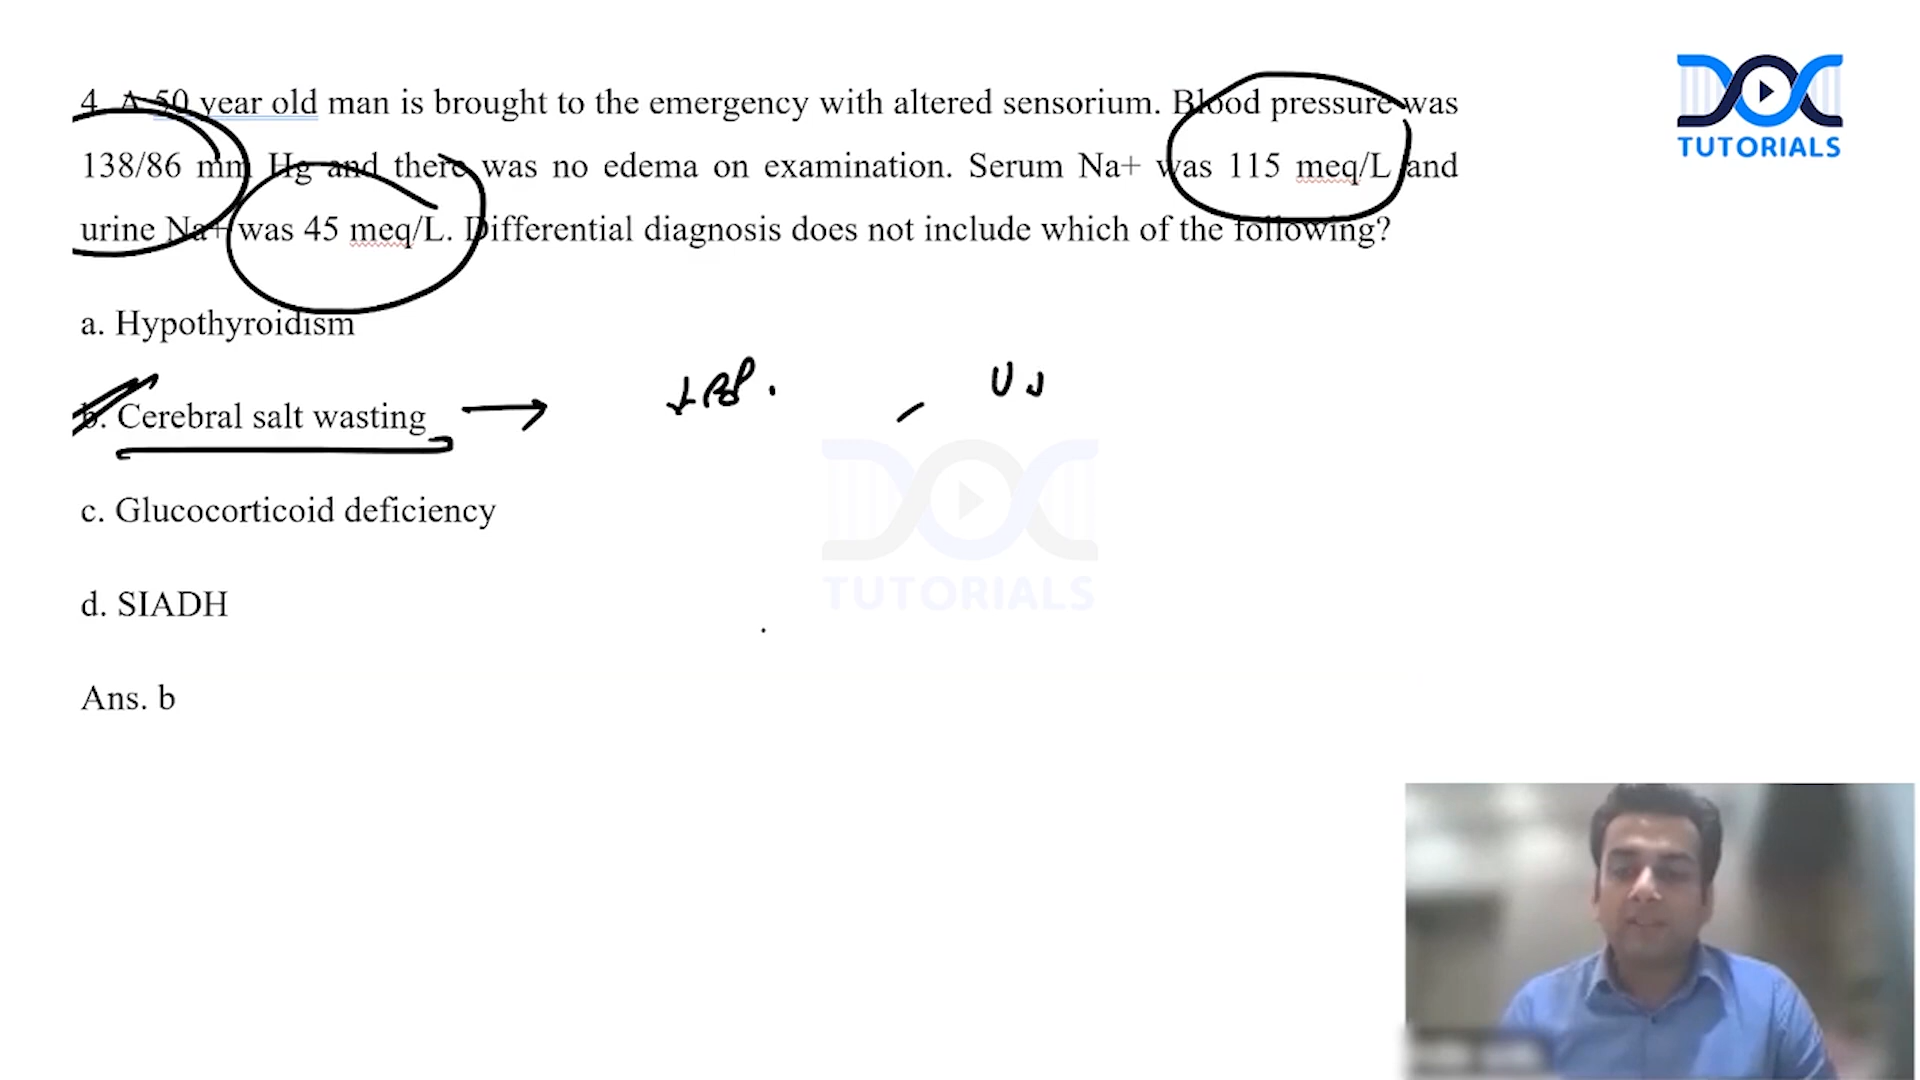 DOC
TUTORIALS
4. A 50 year old man is brought to the emergency with altered sensorium. Blood pressure was
138/86 mm Hg and there was no edema on examination. Serum Na+ was 115 meq/L and
urine Na+ was 45 meq/L. Differential diagnosis does not include which of the following?
a. Hypothyroidism
b. Cerebral salt wasting → ↓ BP.
c. Glucocorticoid deficiency
DOC
TUTORIALS
d. SIADH
Ans. b